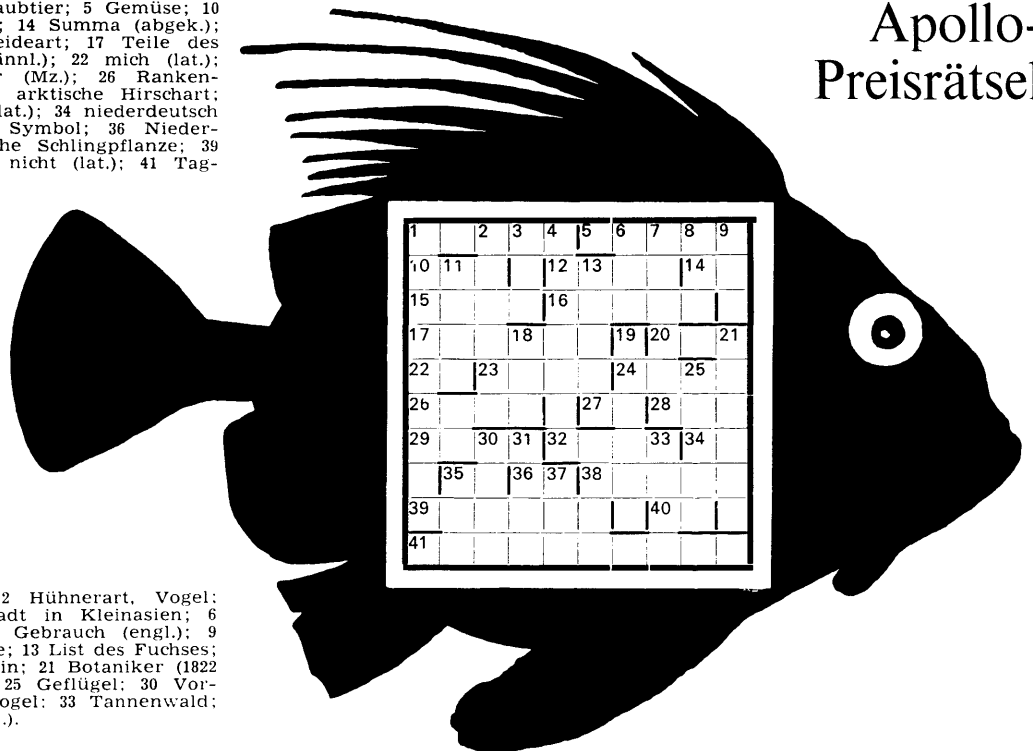 aubtier; 5 Gemüse; 10
; 14 Summa (abgek.);
eideart; 17 Teile des
ännl.); 22 mich (lat.);
r (Mz.); 26 Ranken-
arktische Hirschart;
lat.); 34 niederdeutsch
Symbol; 36 Nieder-
he Schlingpflanze; 39
nicht (lat.); 41 Tag-
Apollo-
Preisrätsel
1 2 3 4 5 6 7 8 9
10 11 12 13 14
15 16
17 18 19 20 21
22 23 24 25
26 27 28
29 30 31 32 33 34
35 36 37 38
39 40
41
2 Hühnerart, Vogel;
adt in Kleinasien; 6
Gebrauch (engl.); 9
e; 13 List des Fuchses;
in; 21 Botaniker (1822
25 Geflügel; 30 Vor-
ogel; 33 Tannenwald;
.).